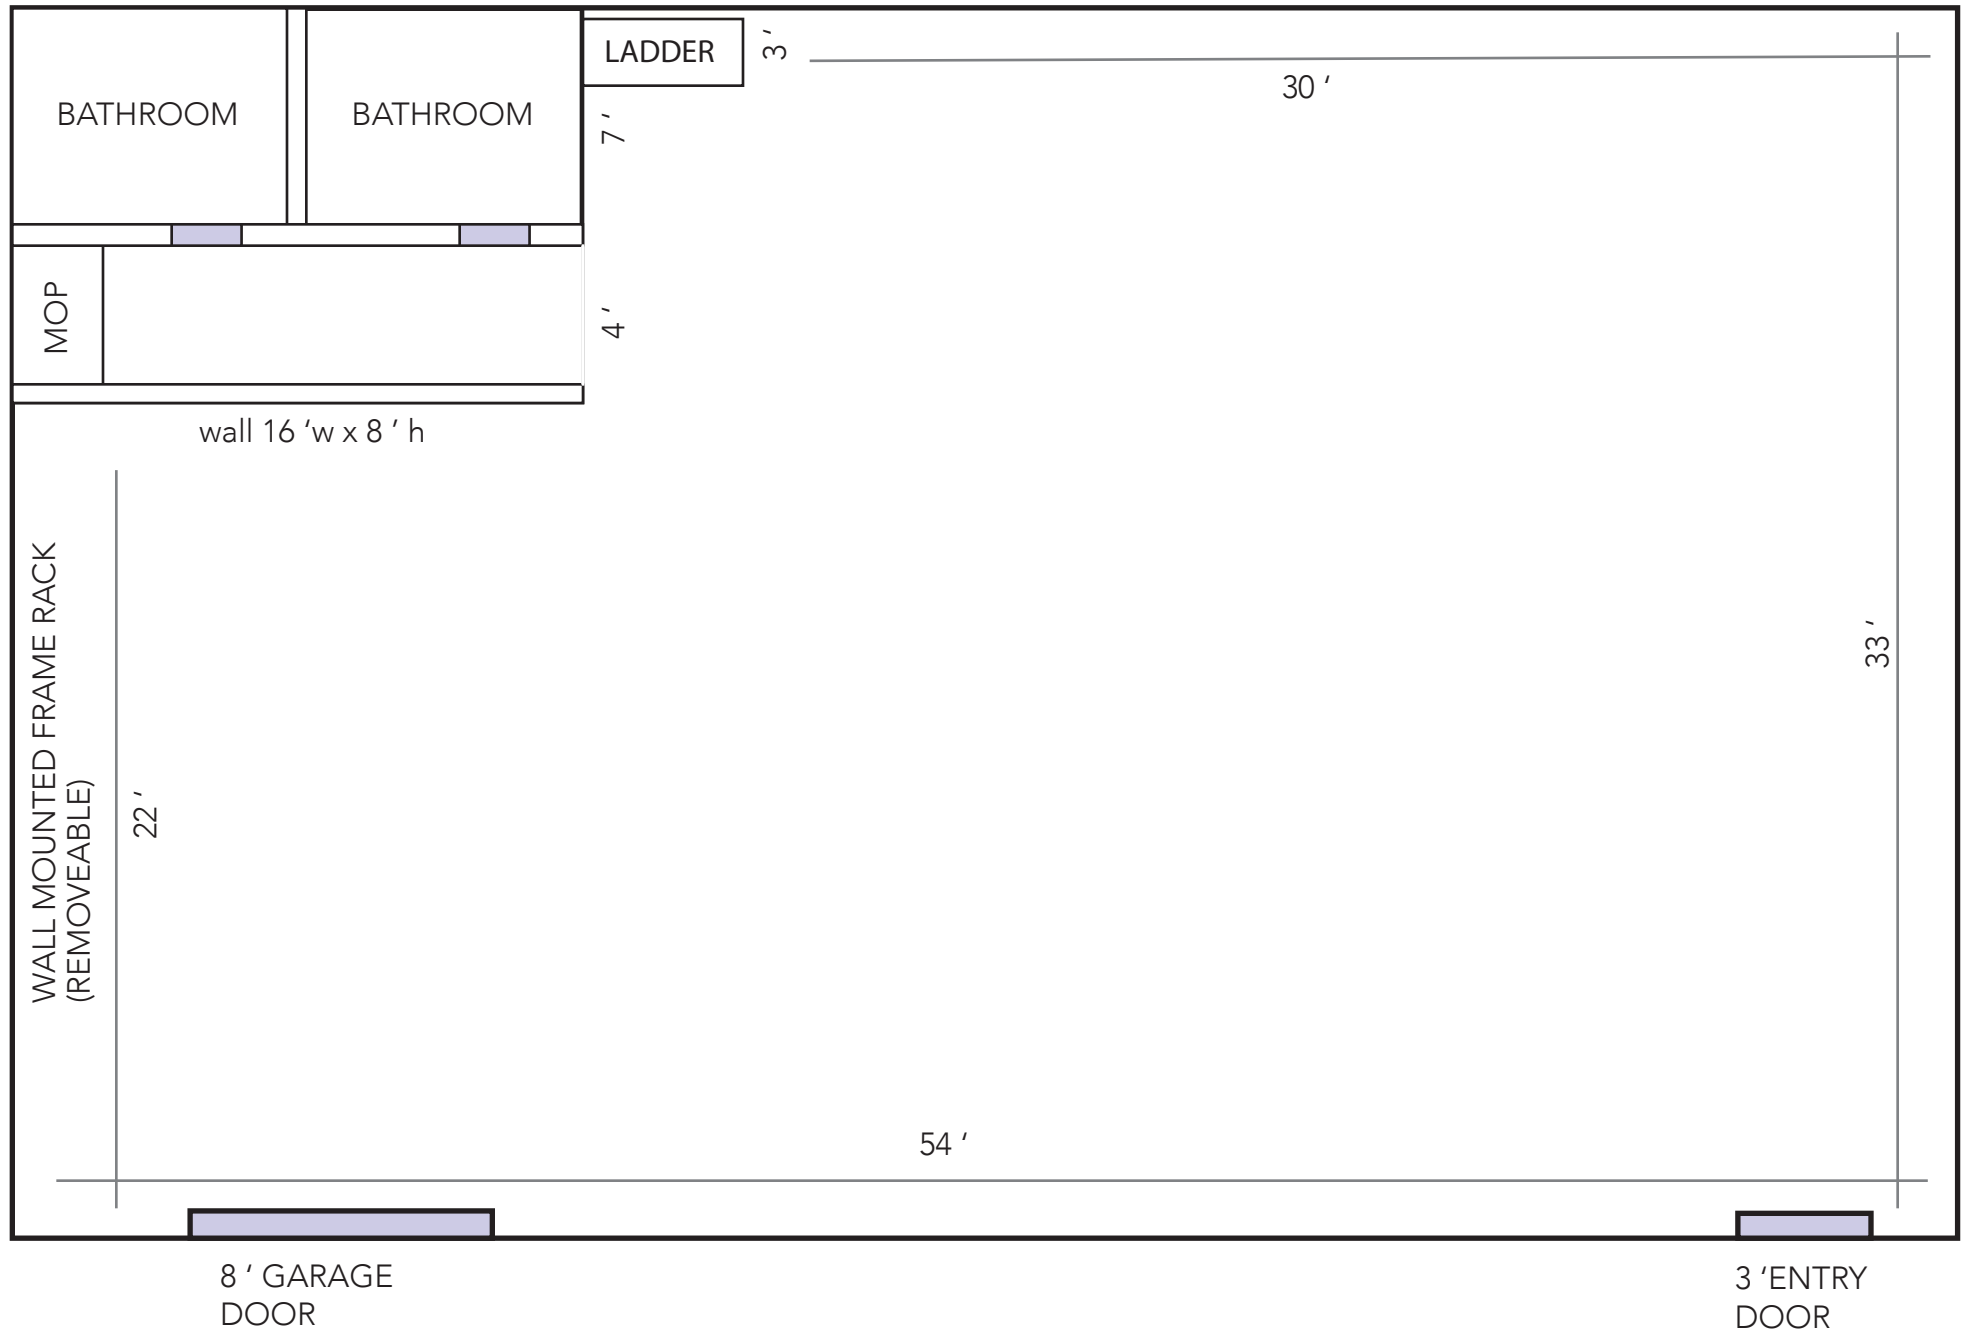 LADDER
3 '
30 ‘
BATHROOM
BATHROOM
7 '
MOP
4 '
wall 16 ‘w x 8 ’ h
WALL MOUNTED FRAME RACK
(REMOVEABLE)
22 '
33 '
54 ‘
8 ‘ GARAGE
DOOR
3 ‘ENTRY
DOOR